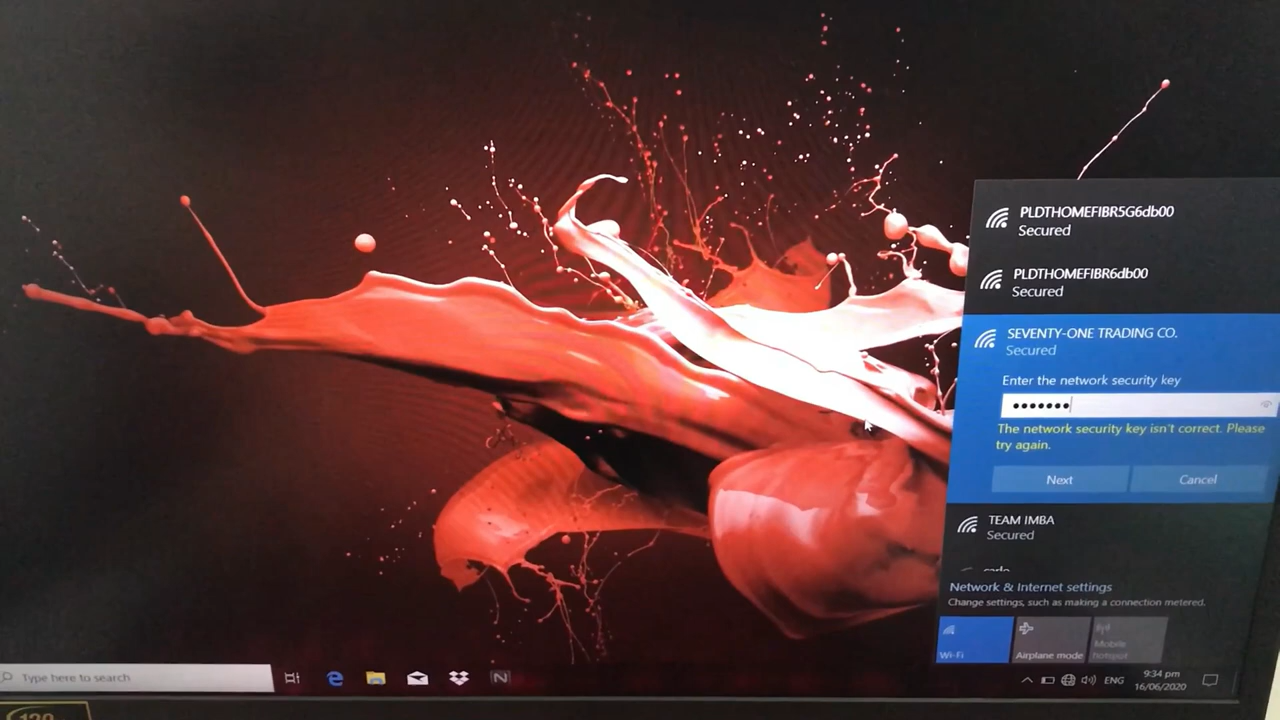 PLDTHOMEFIBR5G6db00
Secured
PLDTHOMEFIBR6db00
Secured
SEVENTY-ONE TRADING CO.
Secured
Enter the network security key
The network security key isn't correct. Please
try again.
Next
Cancel
TEAM IMBA
Secured
Network & Internet settings
Change settings, such as making a connection metered.
Wi-Fi
Airplane mode
Mobile
hotspot
Type here to search
N
ENG
9:34 pm
16/06/2020